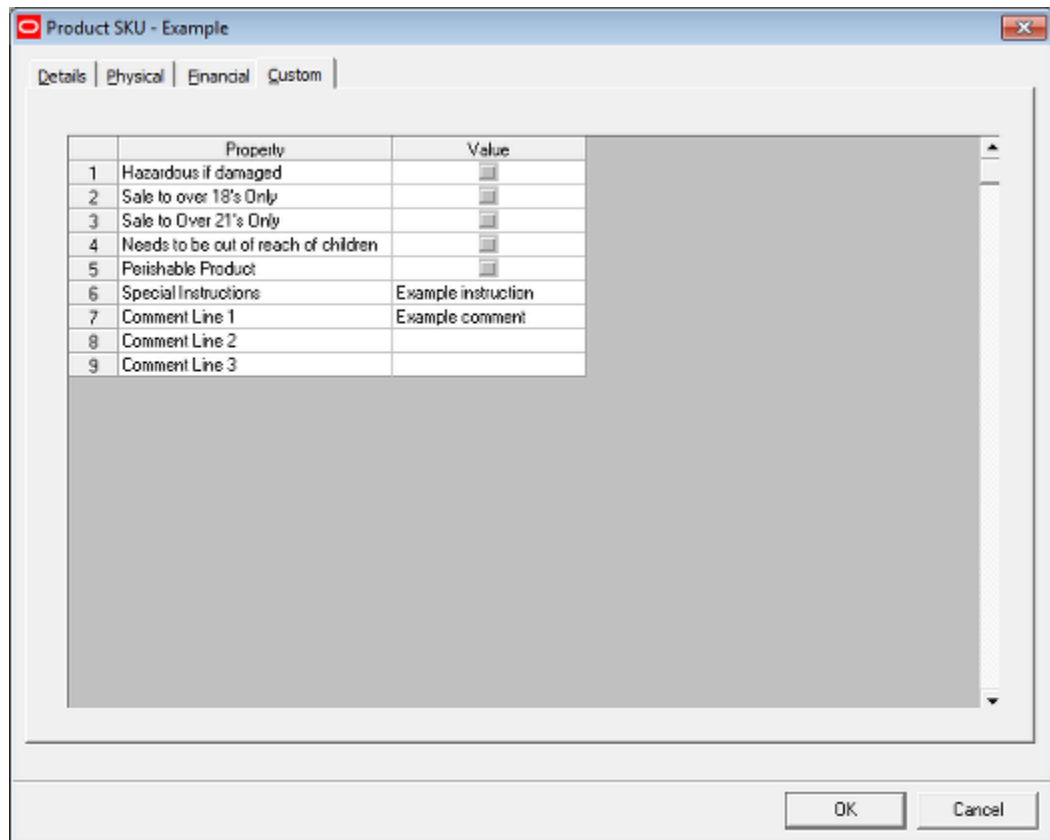 Product SKU - Example
Details Physical Financial Custom
Property Value
1 Hazardous if damaged
2 Sale to over 18's Only
3 Sale to Over 21's Only
4 Needs to be out of reach of children
5 Perishable Product
6 Special Instructions Example instruction
7 Comment Line 1 Example comment
8 Comment Line 2
9 Comment Line 3
OK Cancel